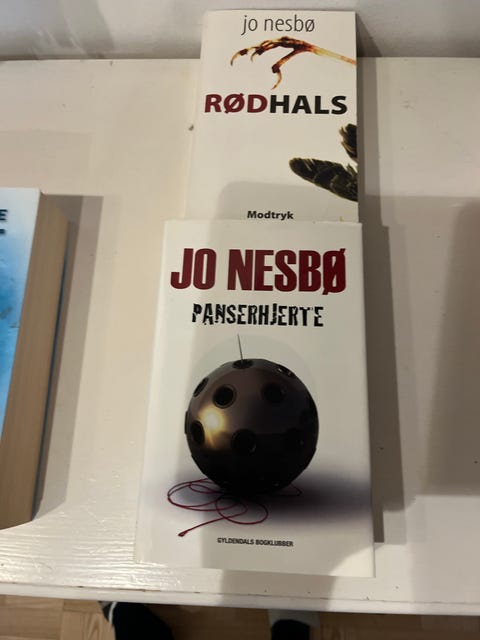 jo nesbø
RØDHALS
Modtryk
JO NESBØ
PANSERHJERTE
GYLDENDALS BOGKLUBBER